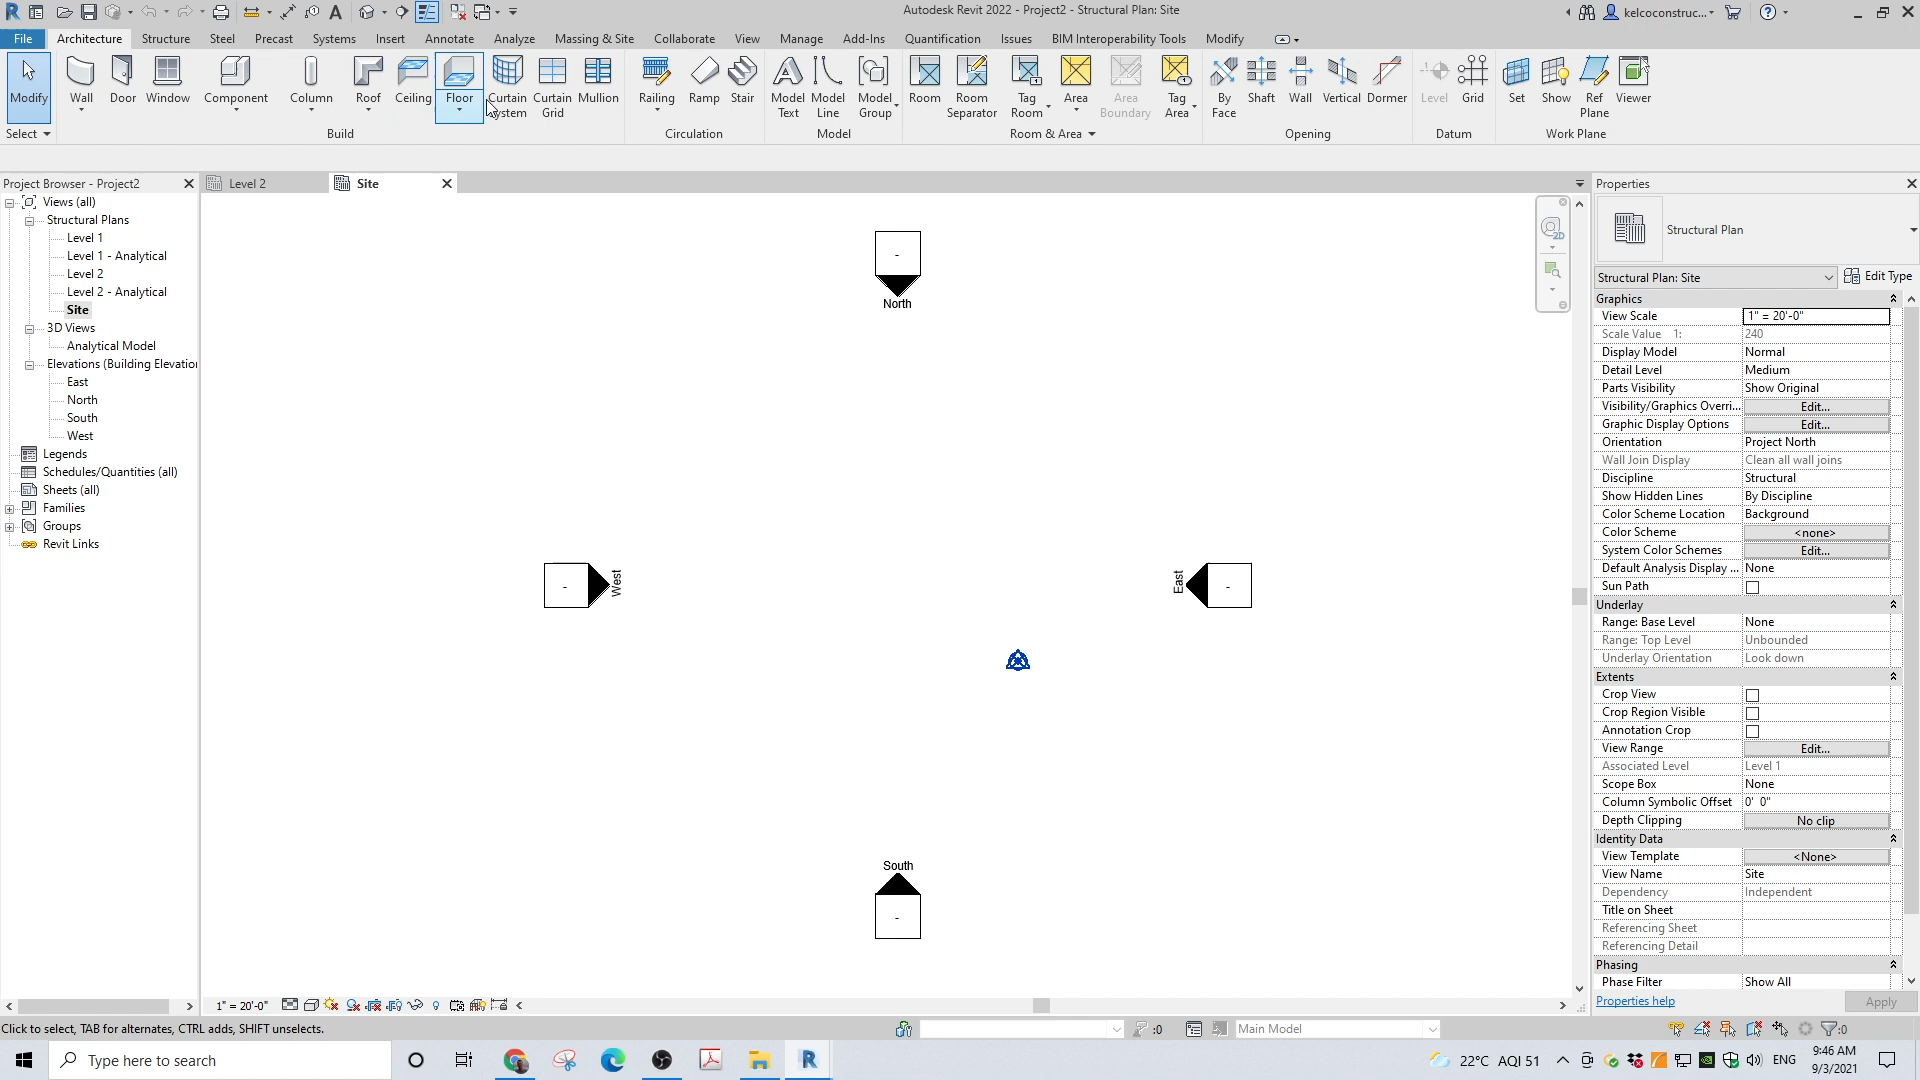 Autodesk Revit 2022 - Project2 - Structural Plan: Site
kelcoconstruc...
File
Architecture
Structure
Steel
Precast
Systems
Insert
Annotate
Analyze
Massing & Site
Collaborate
View
Manage
Add-Ins
Quantification
Issues
BIM Interoperability Tools
Modify
Modify
Wall
Door
Window
Component
Column
Roof
Ceiling
Floor
Curtain System
Curtain Grid
Mullion
Railing
Ramp
Stair
Model Text
Model Line
Model Group
Room
Room Separator
Tag Room
Area
Area Boundary
Tag Area
By Face
Shaft
Wall
Vertical
Dormer
Level
Grid
Set
Show
Ref Plane
Viewer
Select
Build
Circulation
Model
Room & Area
Opening
Datum
Work Plane
Project Browser - Project2
Level 2
Site
Properties
Views (all)
Structural Plans
Level 1
Level 1 - Analytical
Level 2
Level 2 - Analytical
Site
3D Views
Analytical Model
Elevations (Building Elevation
East
North
South
West
Legends
Schedules/Quantities (all)
Sheets (all)
Families
Groups
Revit Links
North
West
East
South
2D
Structural Plan
Structural Plan: Site
Edit Type
Graphics
View Scale 1" = 20'-0"
Scale Value 1: 240
Display Model Normal
Detail Level Medium
Parts Visibility Show Original
Visibility/Graphics Overri... Edit...
Graphic Display Options Edit...
Orientation Project North
Wall Join Display Clean all wall joins
Discipline Structural
Show Hidden Lines By Discipline
Color Scheme Location Background
Color Scheme <none>
System Color Schemes Edit...
Default Analysis Display ... None
Sun Path
Underlay
Range: Base Level None
Range: Top Level Unbounded
Underlay Orientation Look down
Extents
Crop View
Crop Region Visible
Annotation Crop
View Range Edit...
Associated Level Level 1
Scope Box None
Column Symbolic Offset 0' 0"
Depth Clipping No clip
Identity Data
View Template <None>
View Name Site
Dependency Independent
Title on Sheet
Referencing Sheet
Referencing Detail
Phasing
Phase Filter Show All
Properties help
Apply
1" = 20'-0"
Click to select, TAB for alternates, CTRL adds, SHIFT unselects.
:0
Main Model
:0
Type here to search
22°C AQI 51
ENG
9:46 AM
9/3/2021